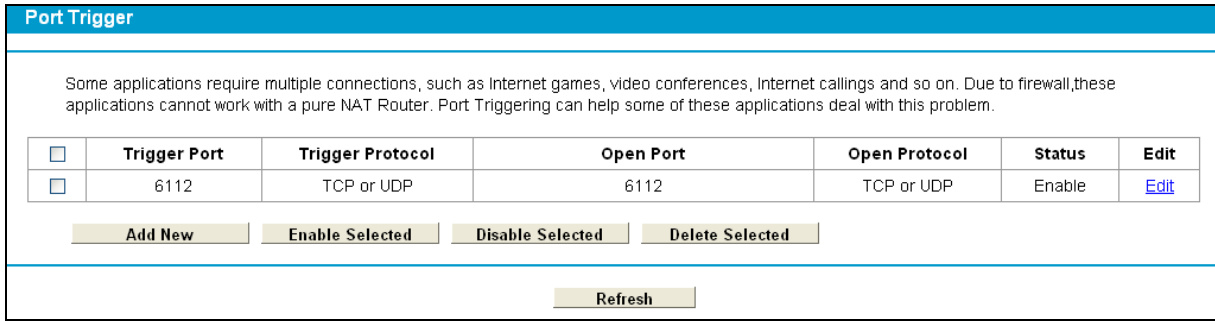 Port Trigger
Some applications require multiple connections, such as Internet games, video conferences, Internet callings and so on. Due to firewall,these
applications cannot work with a pure NAT Router. Port Triggering can help some of these applications deal with this problem.
Trigger Port Trigger Protocol Open Port Open Protocol Status Edit
6112 TCP or UDP 6112 TCP or UDP Enable Edit
Add New Enable Selected Disable Selected Delete Selected
Refresh